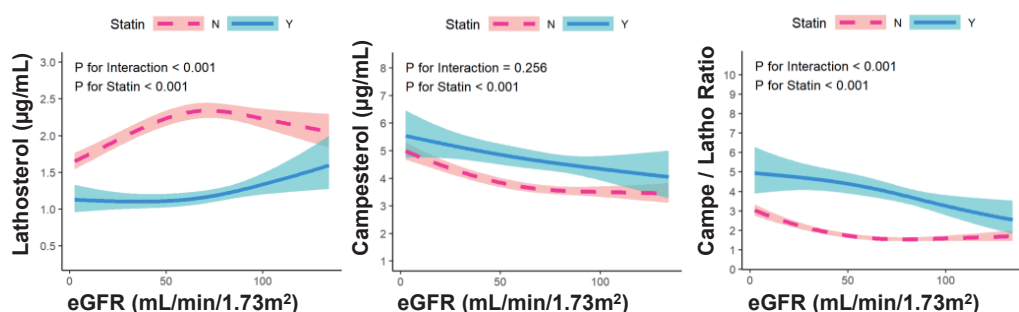 Statin N Y
P for Interaction < 0.001
P for Statin < 0.001
Lathosterol (μg/mL)
3.0
2.5
2.0
1.5
1.0
0.5
0 50 100
eGFR (mL/min/1.73m²)
Statin N Y
P for Interaction = 0.256
P for Statin < 0.001
Campesterol (μg/mL)
8
7
6
5
4
3
2
1
0
0 50 100
eGFR (mL/min/1.73m²)
Statin N Y
P for Interaction < 0.001
P for Statin < 0.001
Campe / Latho Ratio
10
9
8
7
6
5
4
3
2
1
0
0 50 100
eGFR (mL/min/1.73m²)